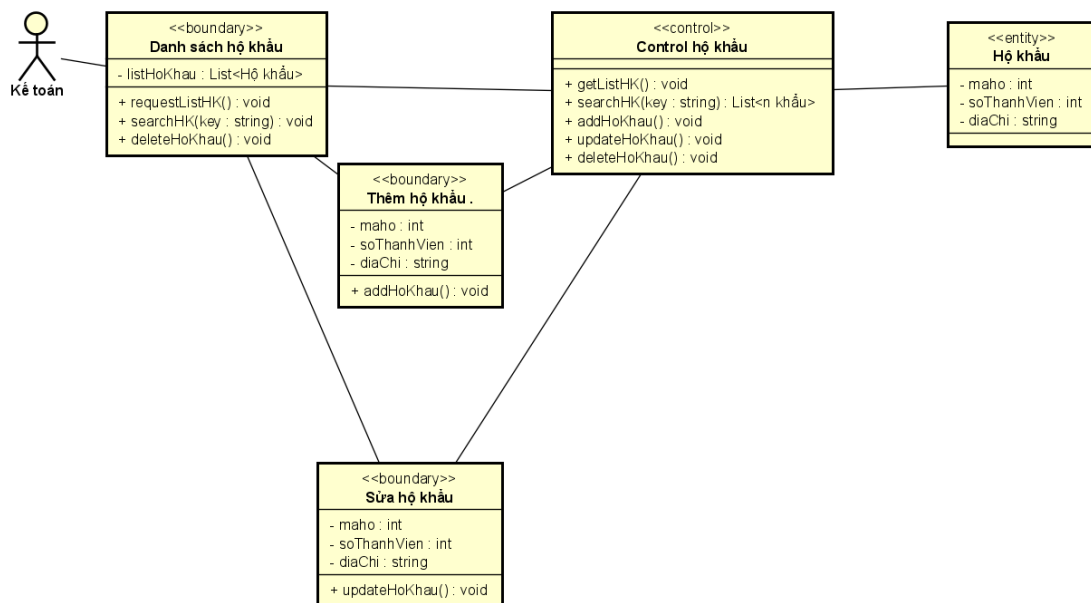 Kế toán
<<boundary>>
Danh sách hộ khẩu
- listHoKhau : List<Hộ khẩu>
+ requestListHK() : void
+ searchHK(key : string) : void
+ deleteHoKhau() : void
<<control>>
Control hộ khẩu
+ getListHK() : void
+ searchHK(key : string) : List<n khẩu>
+ addHoKhau() : void
+ updateHoKhau() : void
+ deleteHoKhau() : void
<<entity>>
Hộ khẩu
- maho : int
- soThanhVien : int
- diaChi : string
<<boundary>>
Thêm hộ khẩu .
- maho : int
- soThanhVien : int
- diaChi : string
+ addHoKhau() : void
<<boundary>>
Sửa hộ khẩu
- maho : int
- soThanhVien : int
- diaChi : string
+ updateHoKhau() : void